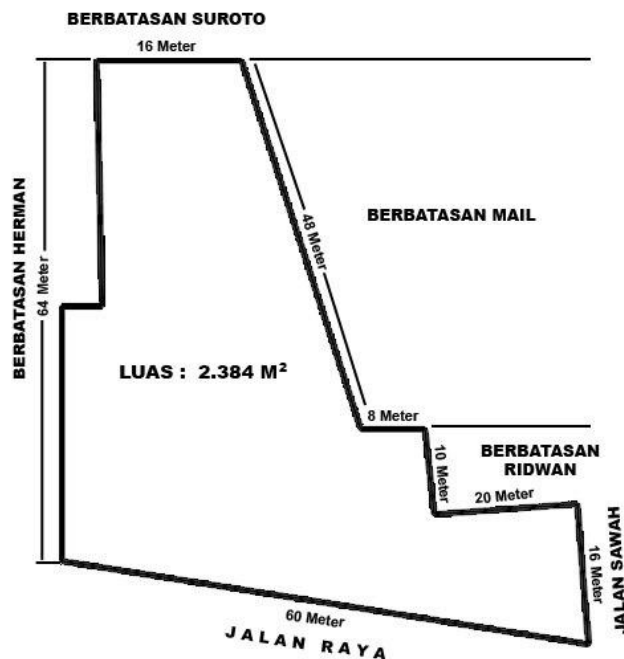 BERBATASAN SUROTO
16 Meter
BERBATASAN HERMAN
64 Meter
48 Meter
BERBATASAN MAIL
LUAS : 2.384 M²
8 Meter
10 Meter
BERBATASAN
RIDWAN
20 Meter
16 Meter
JALAN SAWAH
60 Meter
JALAN RAYA